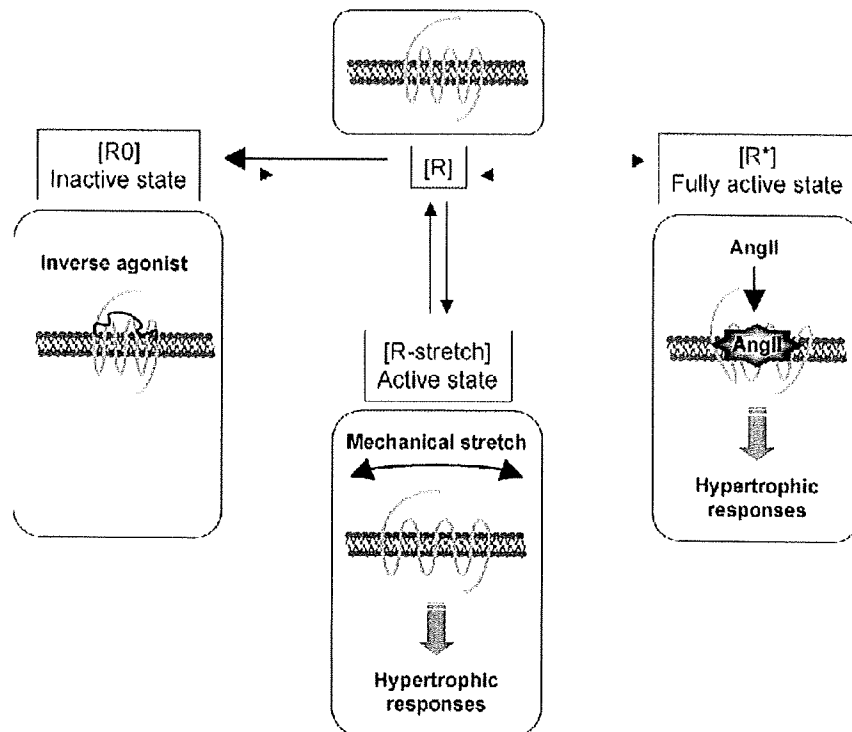 [R0]
Inactive state
[R]
[R*]
Fully active state
Inverse agonist
AngII
AngII
[R-stretch]
Active state
Mechanical stretch
Hypertrophic
responses
Hypertrophic
responses